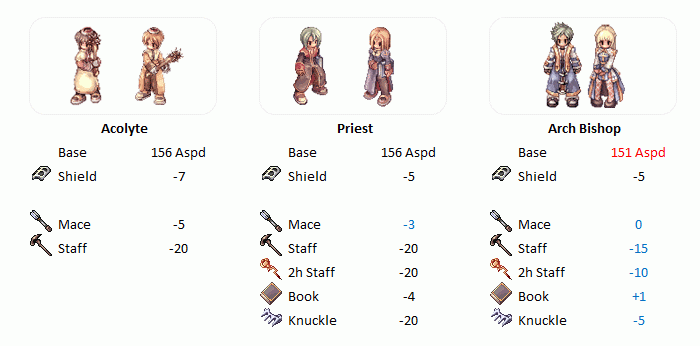 Acolyte
Base 156 Aspd
Shield -7
Mace -5
Staff -20
Priest
Base 156 Aspd
Shield -5
Mace -3
Staff -20
2h Staff -20
Book -4
Knuckle -20
Arch Bishop
Base 151 Aspd
Shield -5
Mace 0
Staff -15
2h Staff -10
Book +1
Knuckle -5